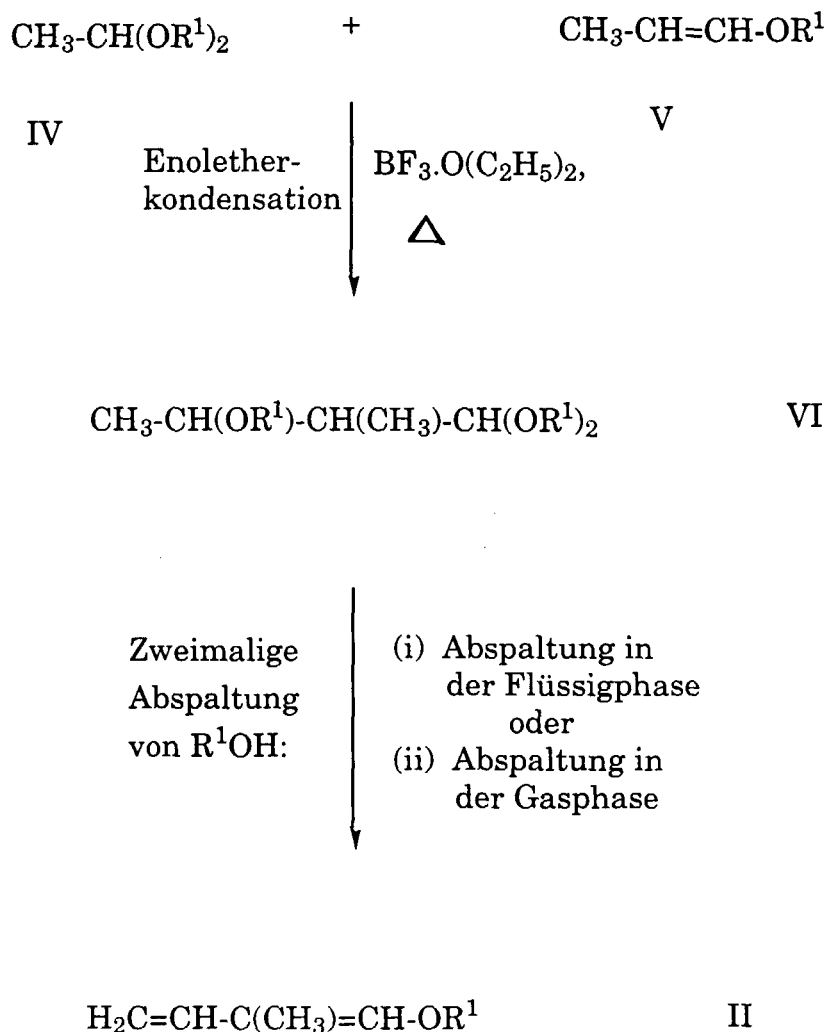 CH₃-CH(OR¹)₂ + CH₃-CH=CH-OR¹
IV V
Enolether-
kondensation
BF₃.O(C₂H₅)₂,
Δ
CH₃-CH(OR¹)-CH(CH₃)-CH(OR¹)₂ VI
Zweimalige
Abspaltung
von R¹OH:
(i) Abspaltung in
der Flüssigphase
oder
(ii) Abspaltung in
der Gasphase
H₂C=CH-C(CH₃)=CH-OR¹ II